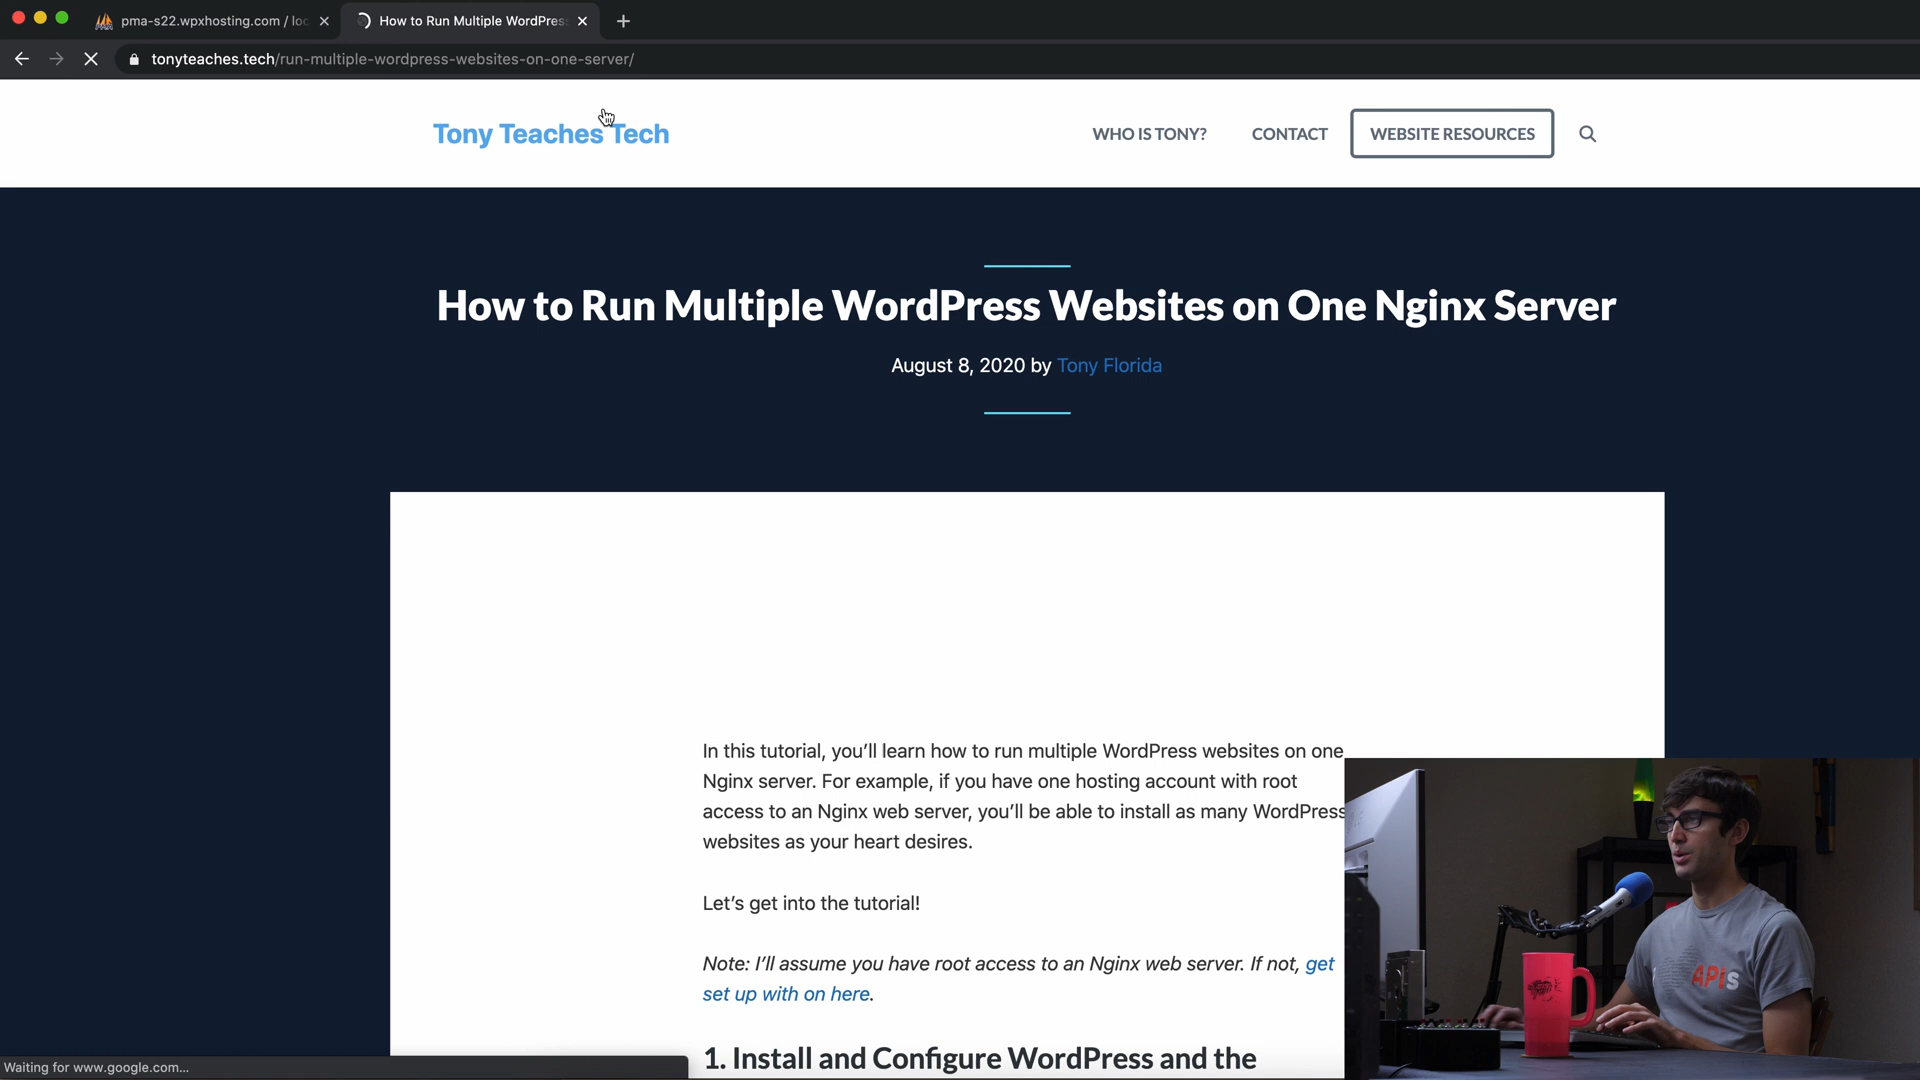 pma-s22.wpxhosting.com / loc
How to Run Multiple WordPres
tonyteaches.tech/run-multiple-wordpress-websites-on-one-server/
Tony Teaches Tech
WHO IS TONY?
CONTACT
WEBSITE RESOURCES
How to Run Multiple WordPress Websites on One Nginx Server
August 8, 2020 by Tony Florida
In this tutorial, you’ll learn how to run multiple WordPress websites on one
Nginx server. For example, if you have one hosting account with root
access to an Nginx web server, you’ll be able to install as many WordPress
websites as your heart desires.
Let’s get into the tutorial!
Note: I’ll assume you have root access to an Nginx web server. If not, get
set up with on here.
1. Install and Configure WordPress and the
Waiting for www.google.com...
APIs